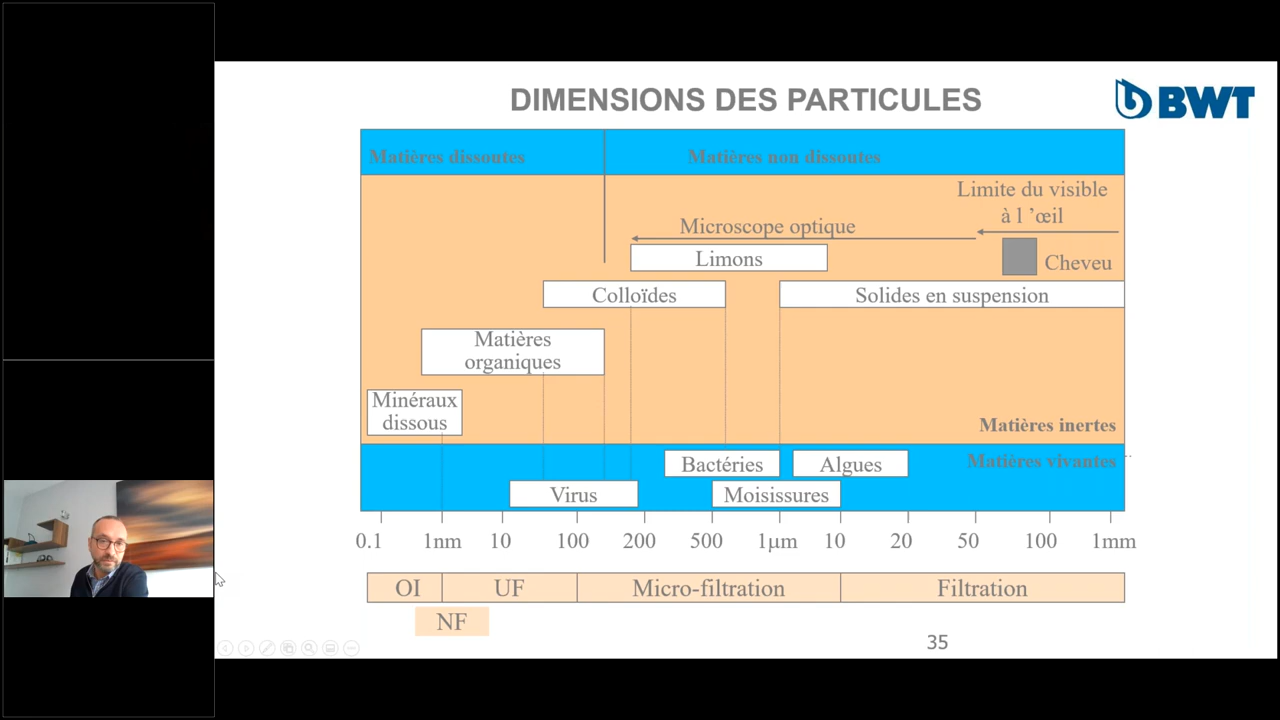 DIMENSIONS DES PARTICULES
BWT
Matières dissoutes
Matières non dissoutes
Limite du visible
à l ’œil
Microscope optique
Limons
Cheveu
Colloïdes
Solides en suspension
Matières
organiques
Minéraux
dissous
Matières inertes
Matières vivantes
Bactéries
Algues
Virus
Moisissures
0.1 1nm 10 100 200 500 1µm 10 20 50 100 1mm
OI UF Micro-filtration Filtration
NF
35